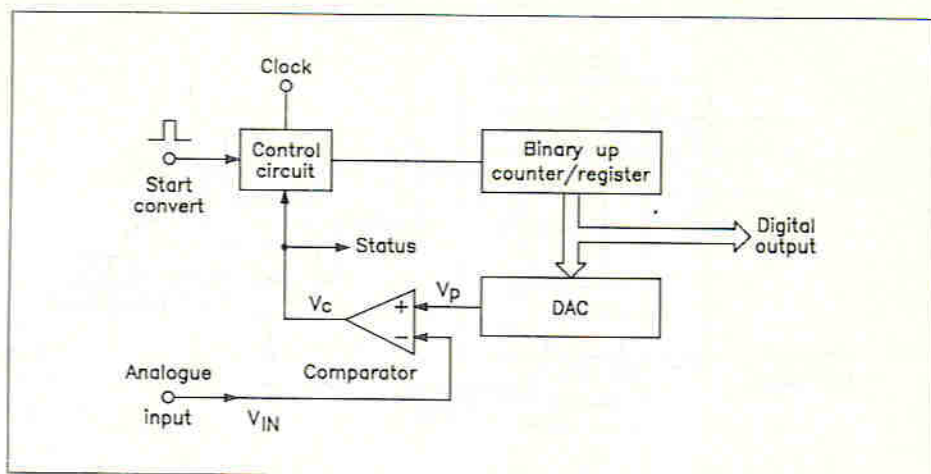 Clock
Control
circuit
Binary up
counter/register
Start
convert
Digital
output
Status
Vc
+
Vp
DAC
−
Analogue
input
Comparator
VIN